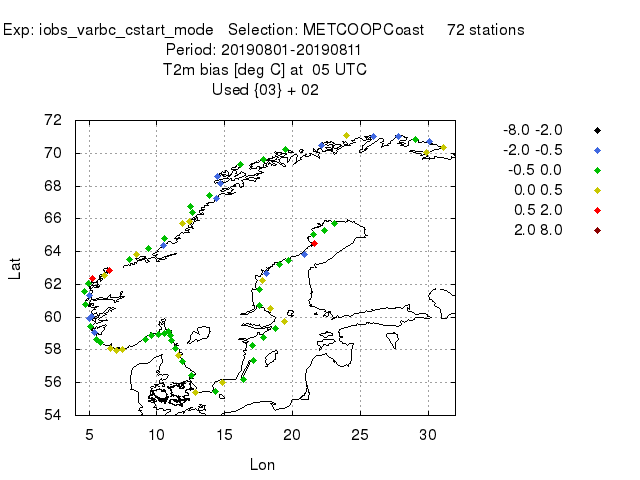 Exp: iobs_varbc_cstart_mode   Selection: METCOOPCoast     72 stations
Period: 20190801-20190811
T2m bias [deg C] at  05 UTC
Used {03} + 02
72
70
68
66
64
62
60
58
56
54
5 10 15 20 25 30
Lat
Lon
-8.0 -2.0
-2.0 -0.5
-0.5 0.0
0.0 0.5
0.5 2.0
2.0 8.0